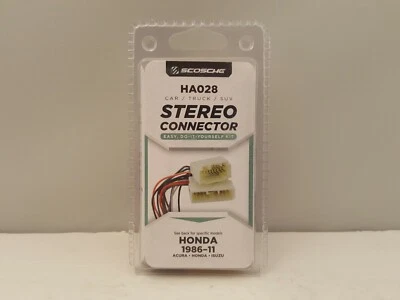 SCOSCHE
HA028
CAR / TRUCK / SUV
STEREO
CONNECTOR
EASY, DO-IT-YOURSELF KIT
See back for specific models
HONDA
1986-11
ACURA • HONDA • ISUZU